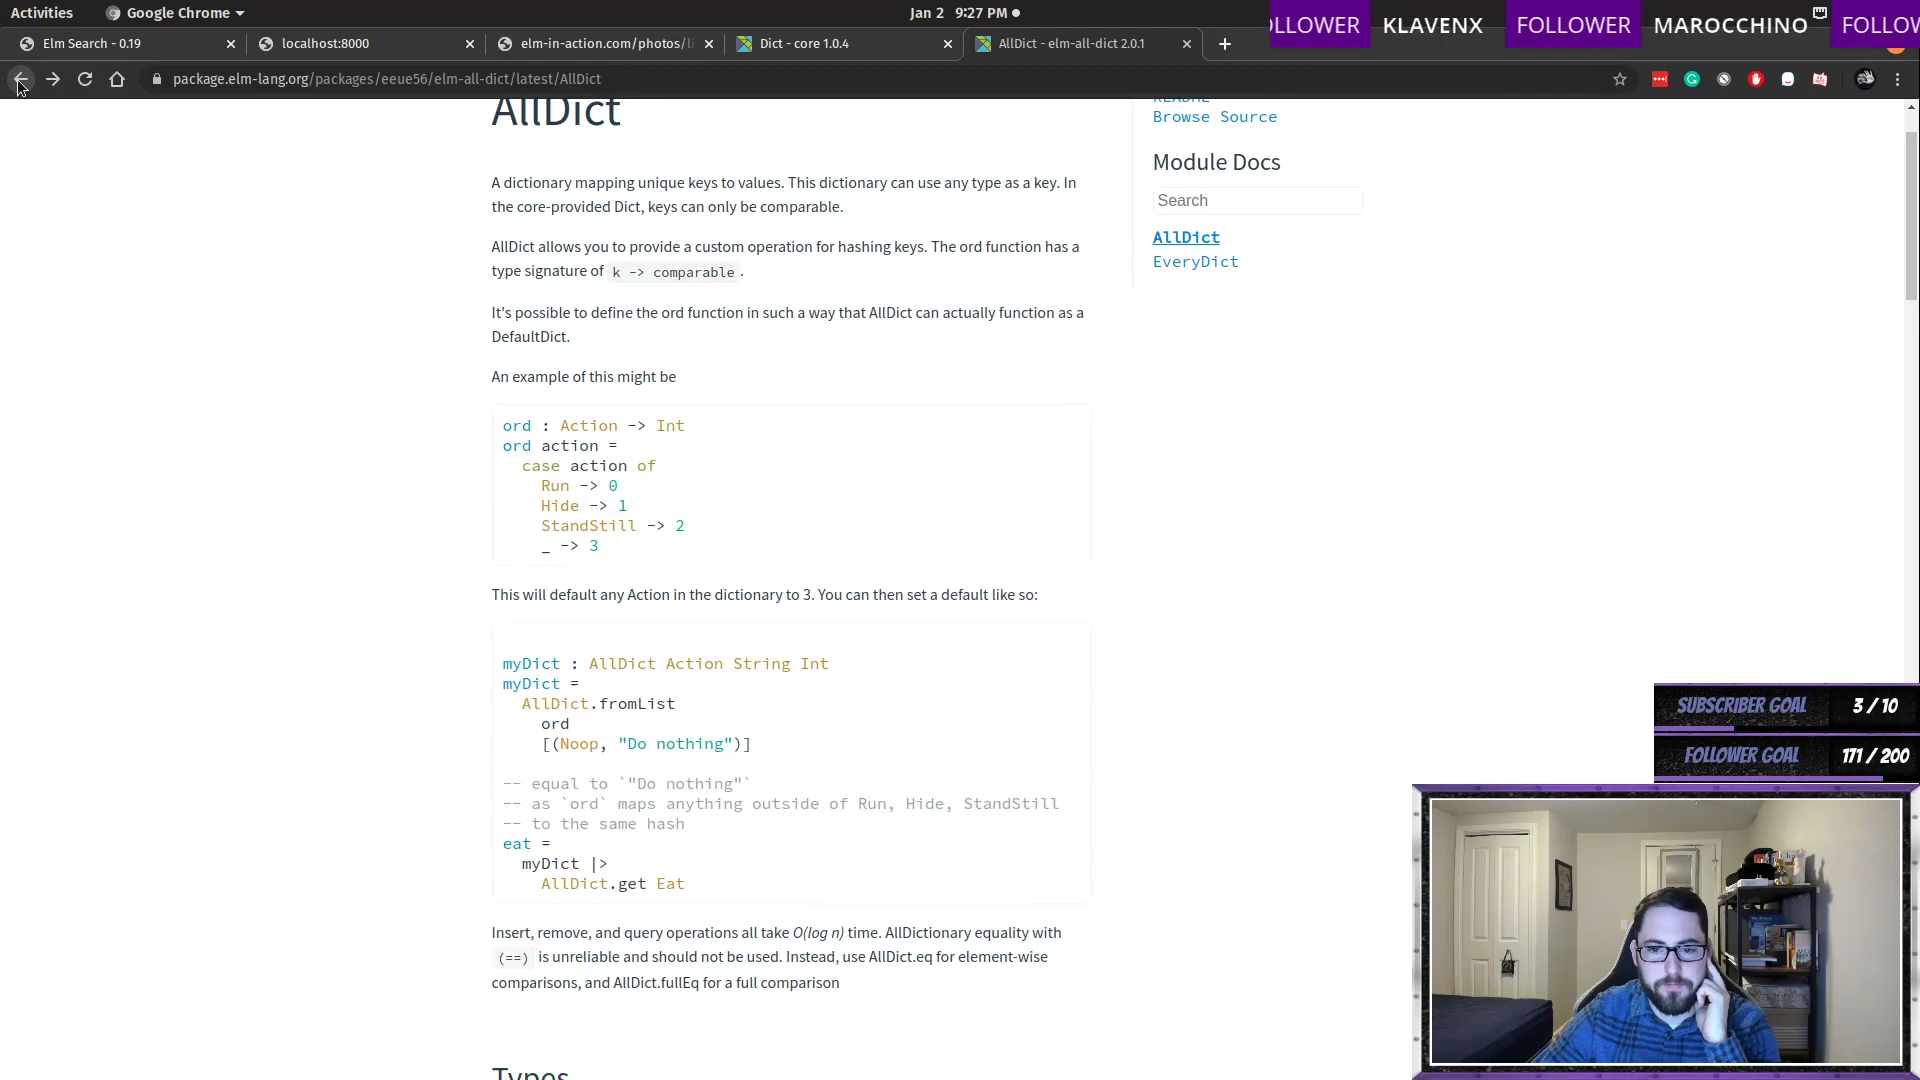 Activities
Google Chrome
Jan 2 9:27 PM
OLLOWER KLAVENX FOLLOWER MAROCCHINO FOLLOW
Elm Search - 0.19
localhost:8000
elm-in-action.com/photos/li
Dict - core 1.0.4
AllDict - elm-all-dict 2.0.1
package.elm-lang.org/packages/eeue56/elm-all-dict/latest/AllDict
AllDict
A dictionary mapping unique keys to values. This dictionary can use any type as a key. In
the core-provided Dict, keys can only be comparable.
AllDict allows you to provide a custom operation for hashing keys. The ord function has a
type signature of k -> comparable .
It's possible to define the ord function in such a way that AllDict can actually function as a
DefaultDict.
An example of this might be
ord : Action -> Int
ord action =
case action of
Run -> 0
Hide -> 1
StandStill -> 2
_ -> 3
This will default any Action in the dictionary to 3. You can then set a default like so:
myDict : AllDict Action String Int
myDict =
AllDict.fromList
ord
[(Noop, "Do nothing")]
-- equal to `"Do nothing"`
-- as `ord` maps anything outside of Run, Hide, StandStill
-- to the same hash
eat =
myDict |>
AllDict.get Eat
Insert, remove, and query operations all take O(log n) time. AllDictionary equality with
(==) is unreliable and should not be used. Instead, use AllDict.eq for element-wise
comparisons, and AllDict.fullEq for a full comparison
Types
README
Browse Source
Module Docs
Search
AllDict
EveryDict
SUBSCRIBER GOAL 3 / 10
FOLLOWER GOAL 171 / 200